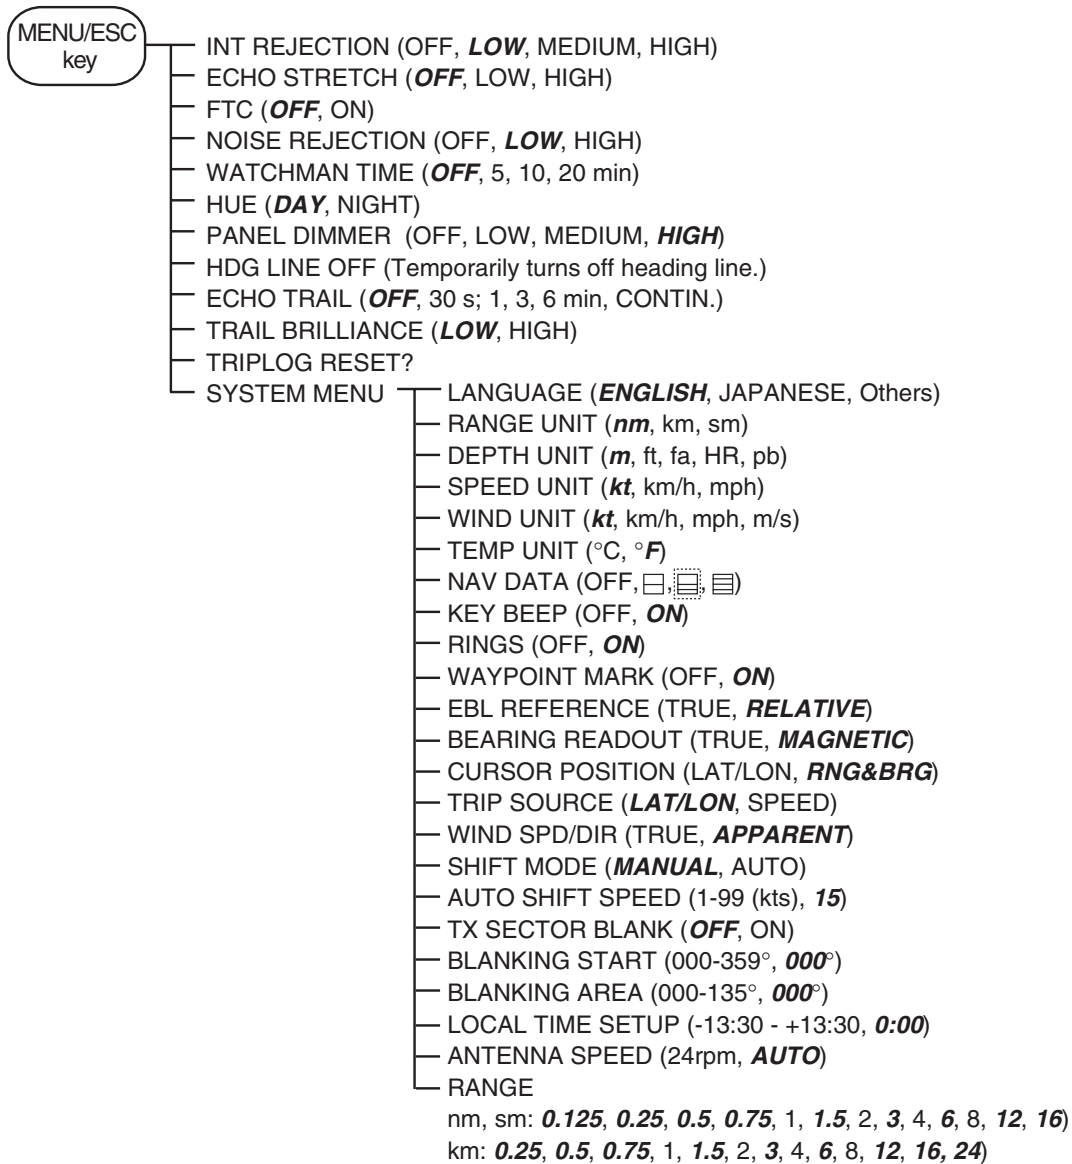 MENU/ESC
key
INT REJECTION (OFF, LOW, MEDIUM, HIGH)
ECHO STRETCH (OFF, LOW, HIGH)
FTC (OFF, ON)
NOISE REJECTION (OFF, LOW, HIGH)
WATCHMAN TIME (OFF, 5, 10, 20 min)
HUE (DAY, NIGHT)
PANEL DIMMER (OFF, LOW, MEDIUM, HIGH)
HDG LINE OFF (Temporarily turns off heading line.)
ECHO TRAIL (OFF, 30 s; 1, 3, 6 min, CONTIN.)
TRAIL BRILLIANCE (LOW, HIGH)
TRIPLOG RESET?
SYSTEM MENU
LANGUAGE (ENGLISH, JAPANESE, Others)
RANGE UNIT (nm, km, sm)
DEPTH UNIT (m, ft, fa, HR, pb)
SPEED UNIT (kt, km/h, mph)
WIND UNIT (kt, km/h, mph, m/s)
TEMP UNIT (°C, °F)
NAV DATA (OFF, , , )
KEY BEEP (OFF, ON)
RINGS (OFF, ON)
WAYPOINT MARK (OFF, ON)
EBL REFERENCE (TRUE, RELATIVE)
BEARING READOUT (TRUE, MAGNETIC)
CURSOR POSITION (LAT/LON, RNG&BRG)
TRIP SOURCE (LAT/LON, SPEED)
WIND SPD/DIR (TRUE, APPARENT)
SHIFT MODE (MANUAL, AUTO)
AUTO SHIFT SPEED (1-99 (kts), 15)
TX SECTOR BLANK (OFF, ON)
BLANKING START (000-359°, 000°)
BLANKING AREA (000-135°, 000°)
LOCAL TIME SETUP (-13:30 - +13:30, 0:00)
ANTENNA SPEED (24rpm, AUTO)
RANGE
nm, sm: 0.125, 0.25, 0.5, 0.75, 1, 1.5, 2, 3, 4, 6, 8, 12, 16)
km: 0.25, 0.5, 0.75, 1, 1.5, 2, 3, 4, 6, 8, 12, 16, 24)